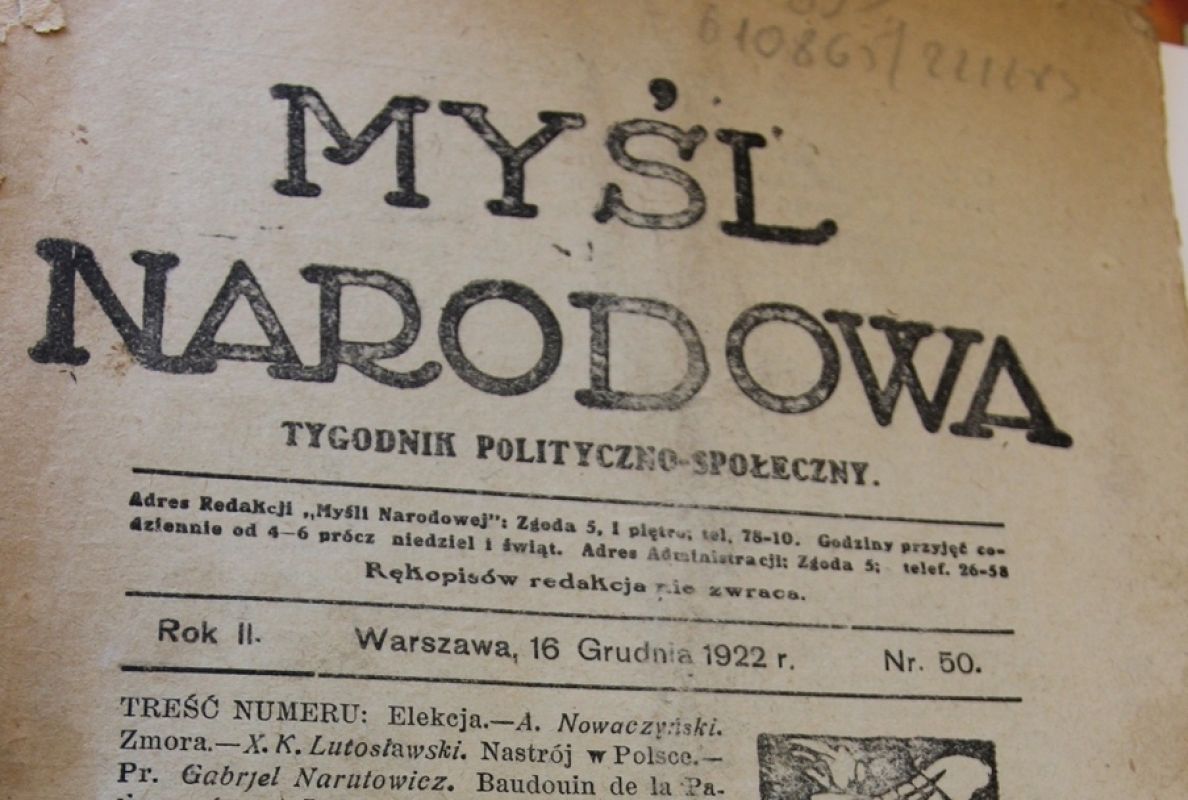 MYŚL
NARODOWA
TYGODNIK POLITYCZNO-SPOŁECZNY.
Adres Redakcji „Myśli Narodowej”: Zgoda 5, I piętro; tel. 78-10. Godziny przyjęć co-
dziennie od 4—6 prócz niedziel i świąt. Adres Administracji: Zgoda 5; telef. 26-58
Rękopisów redakcja nie zwraca.
Rok II. Warszawa, 16 Grudnia 1922 r. Nr. 50.
TREŚĆ NUMERU: Elekcja.—A. Nowaczyński.
Zmora.—X. K. Lutosławski. Nastrój w Polsce.—
Pr. Gabrjel Narutowicz. Baudouin de la Pa-